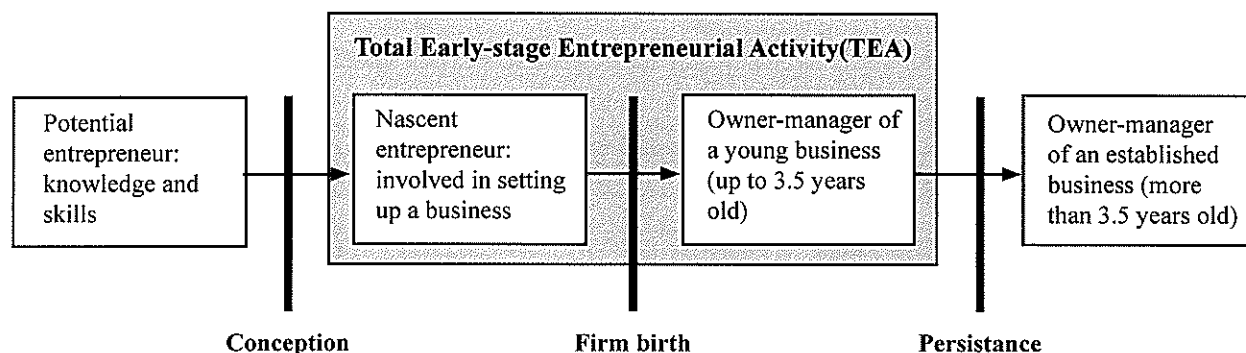 Total Early-stage Entrepreneurial Activity(TEA)
Potential
entrepreneur:
knowledge and
skills
Nascent
entrepreneur:
involved in setting
up a business
Owner-manager of
a young business
(up to 3.5 years
old)
Owner-manager
of an established
business (more
than 3.5 years old)
Conception
Firm birth
Persistance